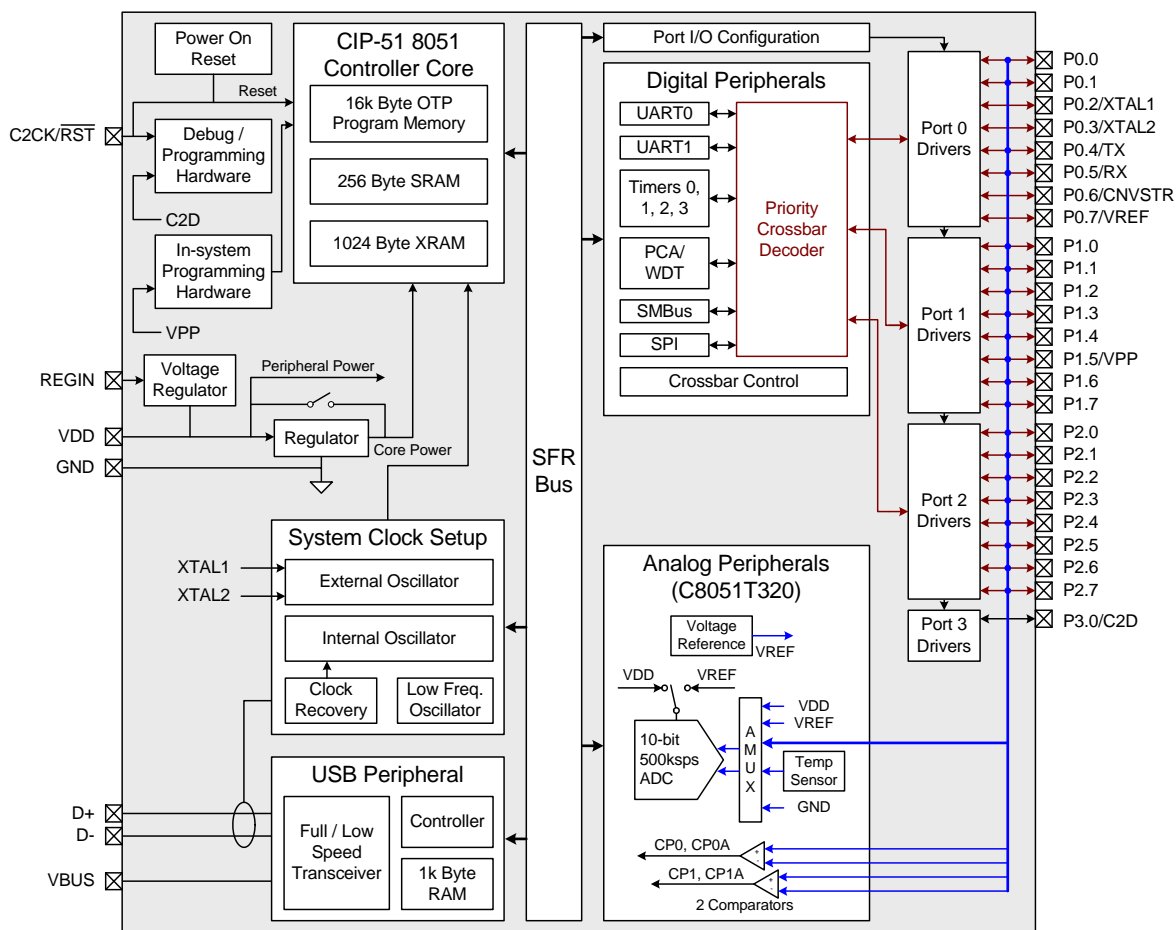 Power On
Reset
Reset
C2CK/RST
Debug /
Programming
Hardware
C2D
In-system
Programming
Hardware
VPP
CIP-51 8051
Controller Core
16k Byte OTP
Program Memory
256 Byte SRAM
1024 Byte XRAM
REGIN
Voltage
Regulator
Peripheral Power
VDD
Regulator
Core Power
GND
System Clock Setup
XTAL1
XTAL2
External Oscillator
Internal Oscillator
Clock
Recovery
Low Freq.
Oscillator
USB Peripheral
D+
D-
VBUS
Full / Low
Speed
Transceiver
Controller
1k Byte
RAM
SFR
Bus
Port I/O Configuration
Digital Peripherals
UART0
UART1
Timers 0,
1, 2, 3
PCA/
WDT
SMBus
SPI
Priority
Crossbar
Decoder
Crossbar Control
Analog Peripherals
(C8051T320)
Voltage
Reference
VREF
VDD
VREF
10-bit
500ksps
ADC
A
M
U
X
VDD
VREF
Temp
Sensor
GND
CP0, CP0A
+
-
CP1, CP1A
+
-
2 Comparators
Port 0
Drivers
Port 1
Drivers
Port 2
Drivers
Port 3
Drivers
P0.0
P0.1
P0.2/XTAL1
P0.3/XTAL2
P0.4/TX
P0.5/RX
P0.6/CNVSTR
P0.7/VREF
P1.0
P1.1
P1.2
P1.3
P1.4
P1.5/VPP
P1.6
P1.7
P2.0
P2.1
P2.2
P2.3
P2.4
P2.5
P2.6
P2.7
P3.0/C2D